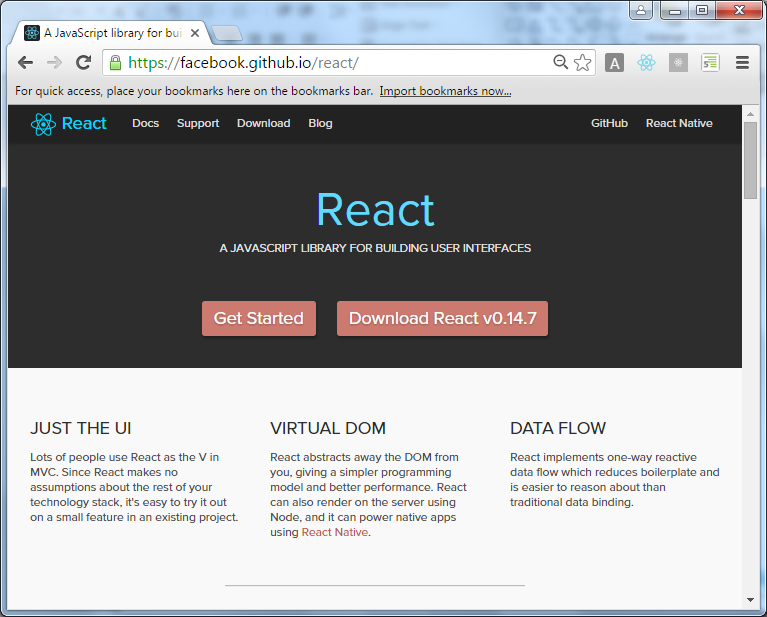 A JavaScript library for bui
https://facebook.github.io/react/
A
For quick access, place your bookmarks here on the bookmarks bar. Import bookmarks now...
React Docs Support Download Blog GitHub React Native
React
A JAVASCRIPT LIBRARY FOR BUILDING USER INTERFACES
Get Started Download React v0.14.7
JUST THE UI
Lots of people use React as the V in
MVC. Since React makes no
assumptions about the rest of your
technology stack, it's easy to try it out
on a small feature in an existing project.
VIRTUAL DOM
React abstracts away the DOM from
you, giving a simpler programming
model and better performance. React
can also render on the server using
Node, and it can power native apps
using React Native.
DATA FLOW
React implements one-way reactive
data flow which reduces boilerplate and
is easier to reason about than
traditional data binding.